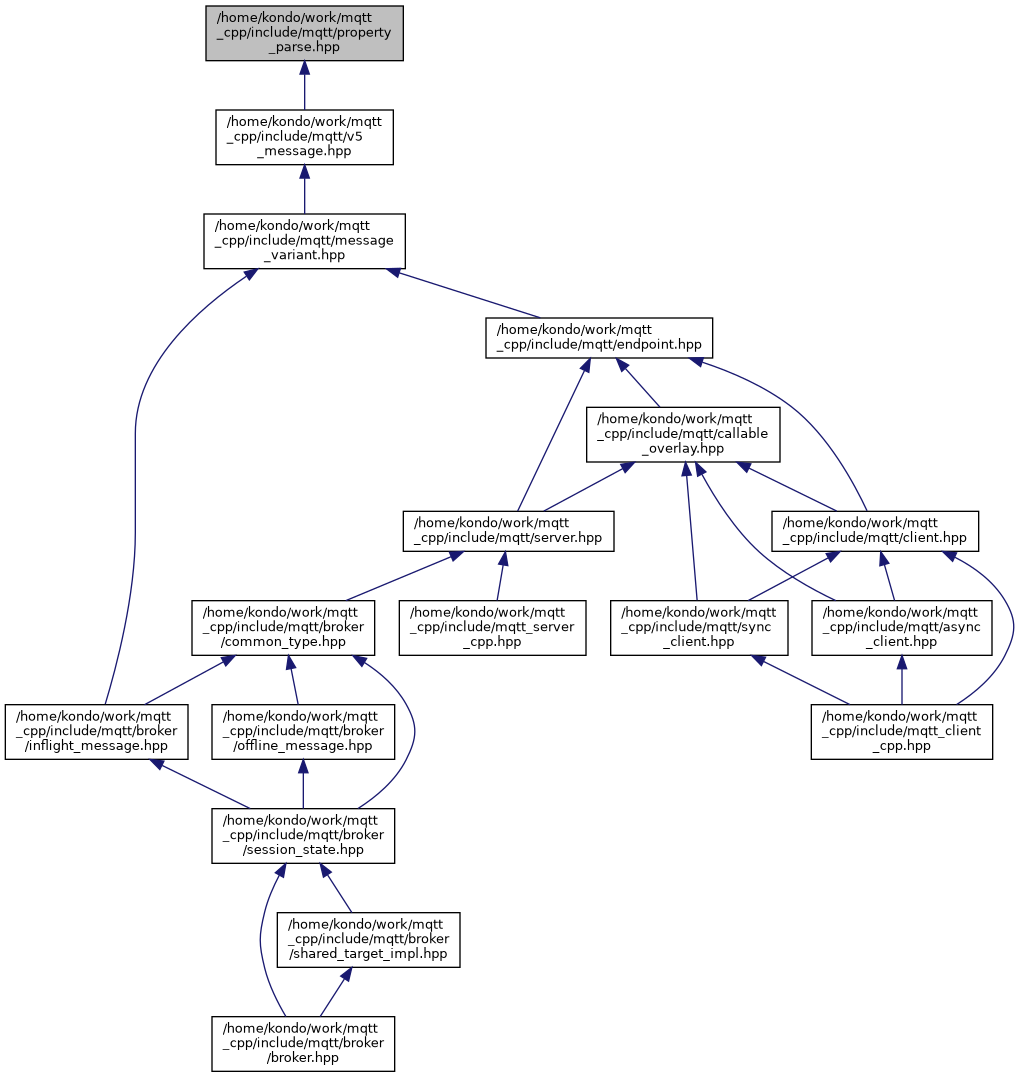 /home/kondo/work/mqtt
_cpp/include/mqtt/property
_parse.hpp
/home/kondo/work/mqtt
_cpp/include/mqtt/v5
_message.hpp
/home/kondo/work/mqtt
_cpp/include/mqtt/message
_variant.hpp
/home/kondo/work/mqtt
_cpp/include/mqtt/endpoint.hpp
/home/kondo/work/mqtt
_cpp/include/mqtt/callable
_overlay.hpp
/home/kondo/work/mqtt
_cpp/include/mqtt/server.hpp
/home/kondo/work/mqtt
_cpp/include/mqtt/client.hpp
/home/kondo/work/mqtt
_cpp/include/mqtt/broker
/common_type.hpp
/home/kondo/work/mqtt
_cpp/include/mqtt_server
_cpp.hpp
/home/kondo/work/mqtt
_cpp/include/mqtt/sync
_client.hpp
/home/kondo/work/mqtt
_cpp/include/mqtt/async
_client.hpp
/home/kondo/work/mqtt
_cpp/include/mqtt/broker
/inflight_message.hpp
/home/kondo/work/mqtt
_cpp/include/mqtt/broker
/offline_message.hpp
/home/kondo/work/mqtt
_cpp/include/mqtt_client
_cpp.hpp
/home/kondo/work/mqtt
_cpp/include/mqtt/broker
/session_state.hpp
/home/kondo/work/mqtt
_cpp/include/mqtt/broker
/shared_target_impl.hpp
/home/kondo/work/mqtt
_cpp/include/mqtt/broker
/broker.hpp